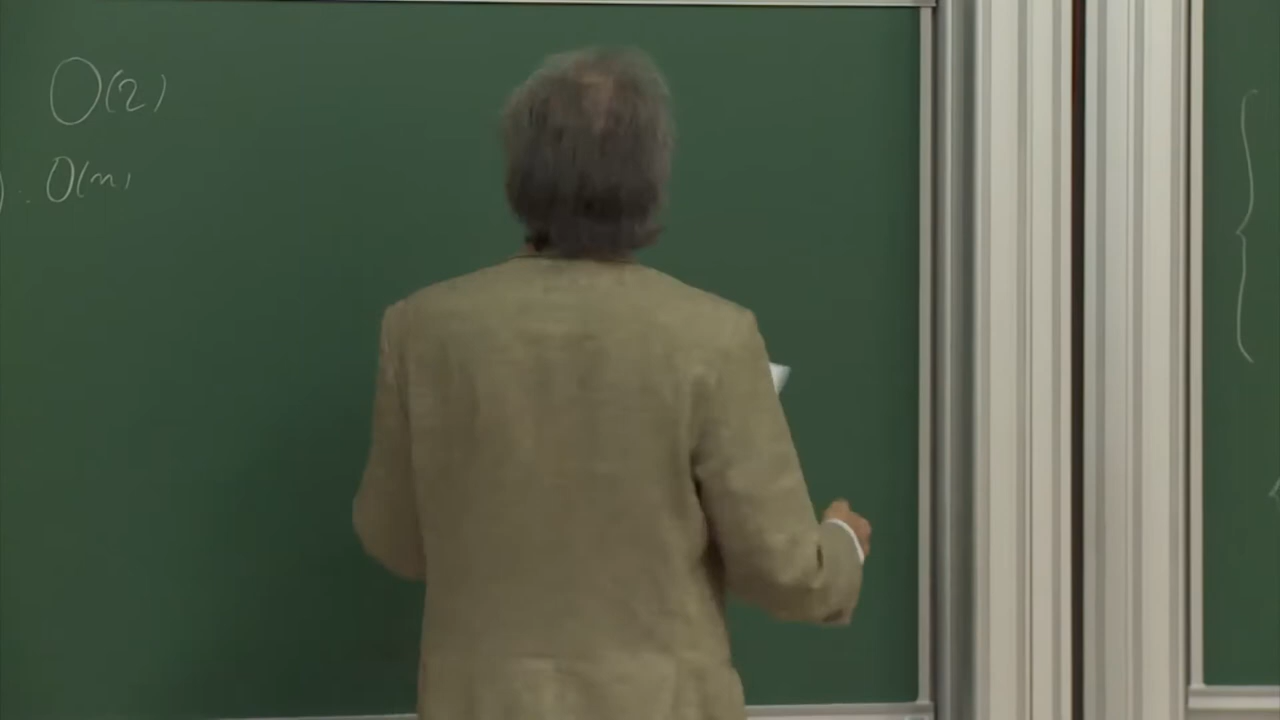 O(2)
) . O(n)
{